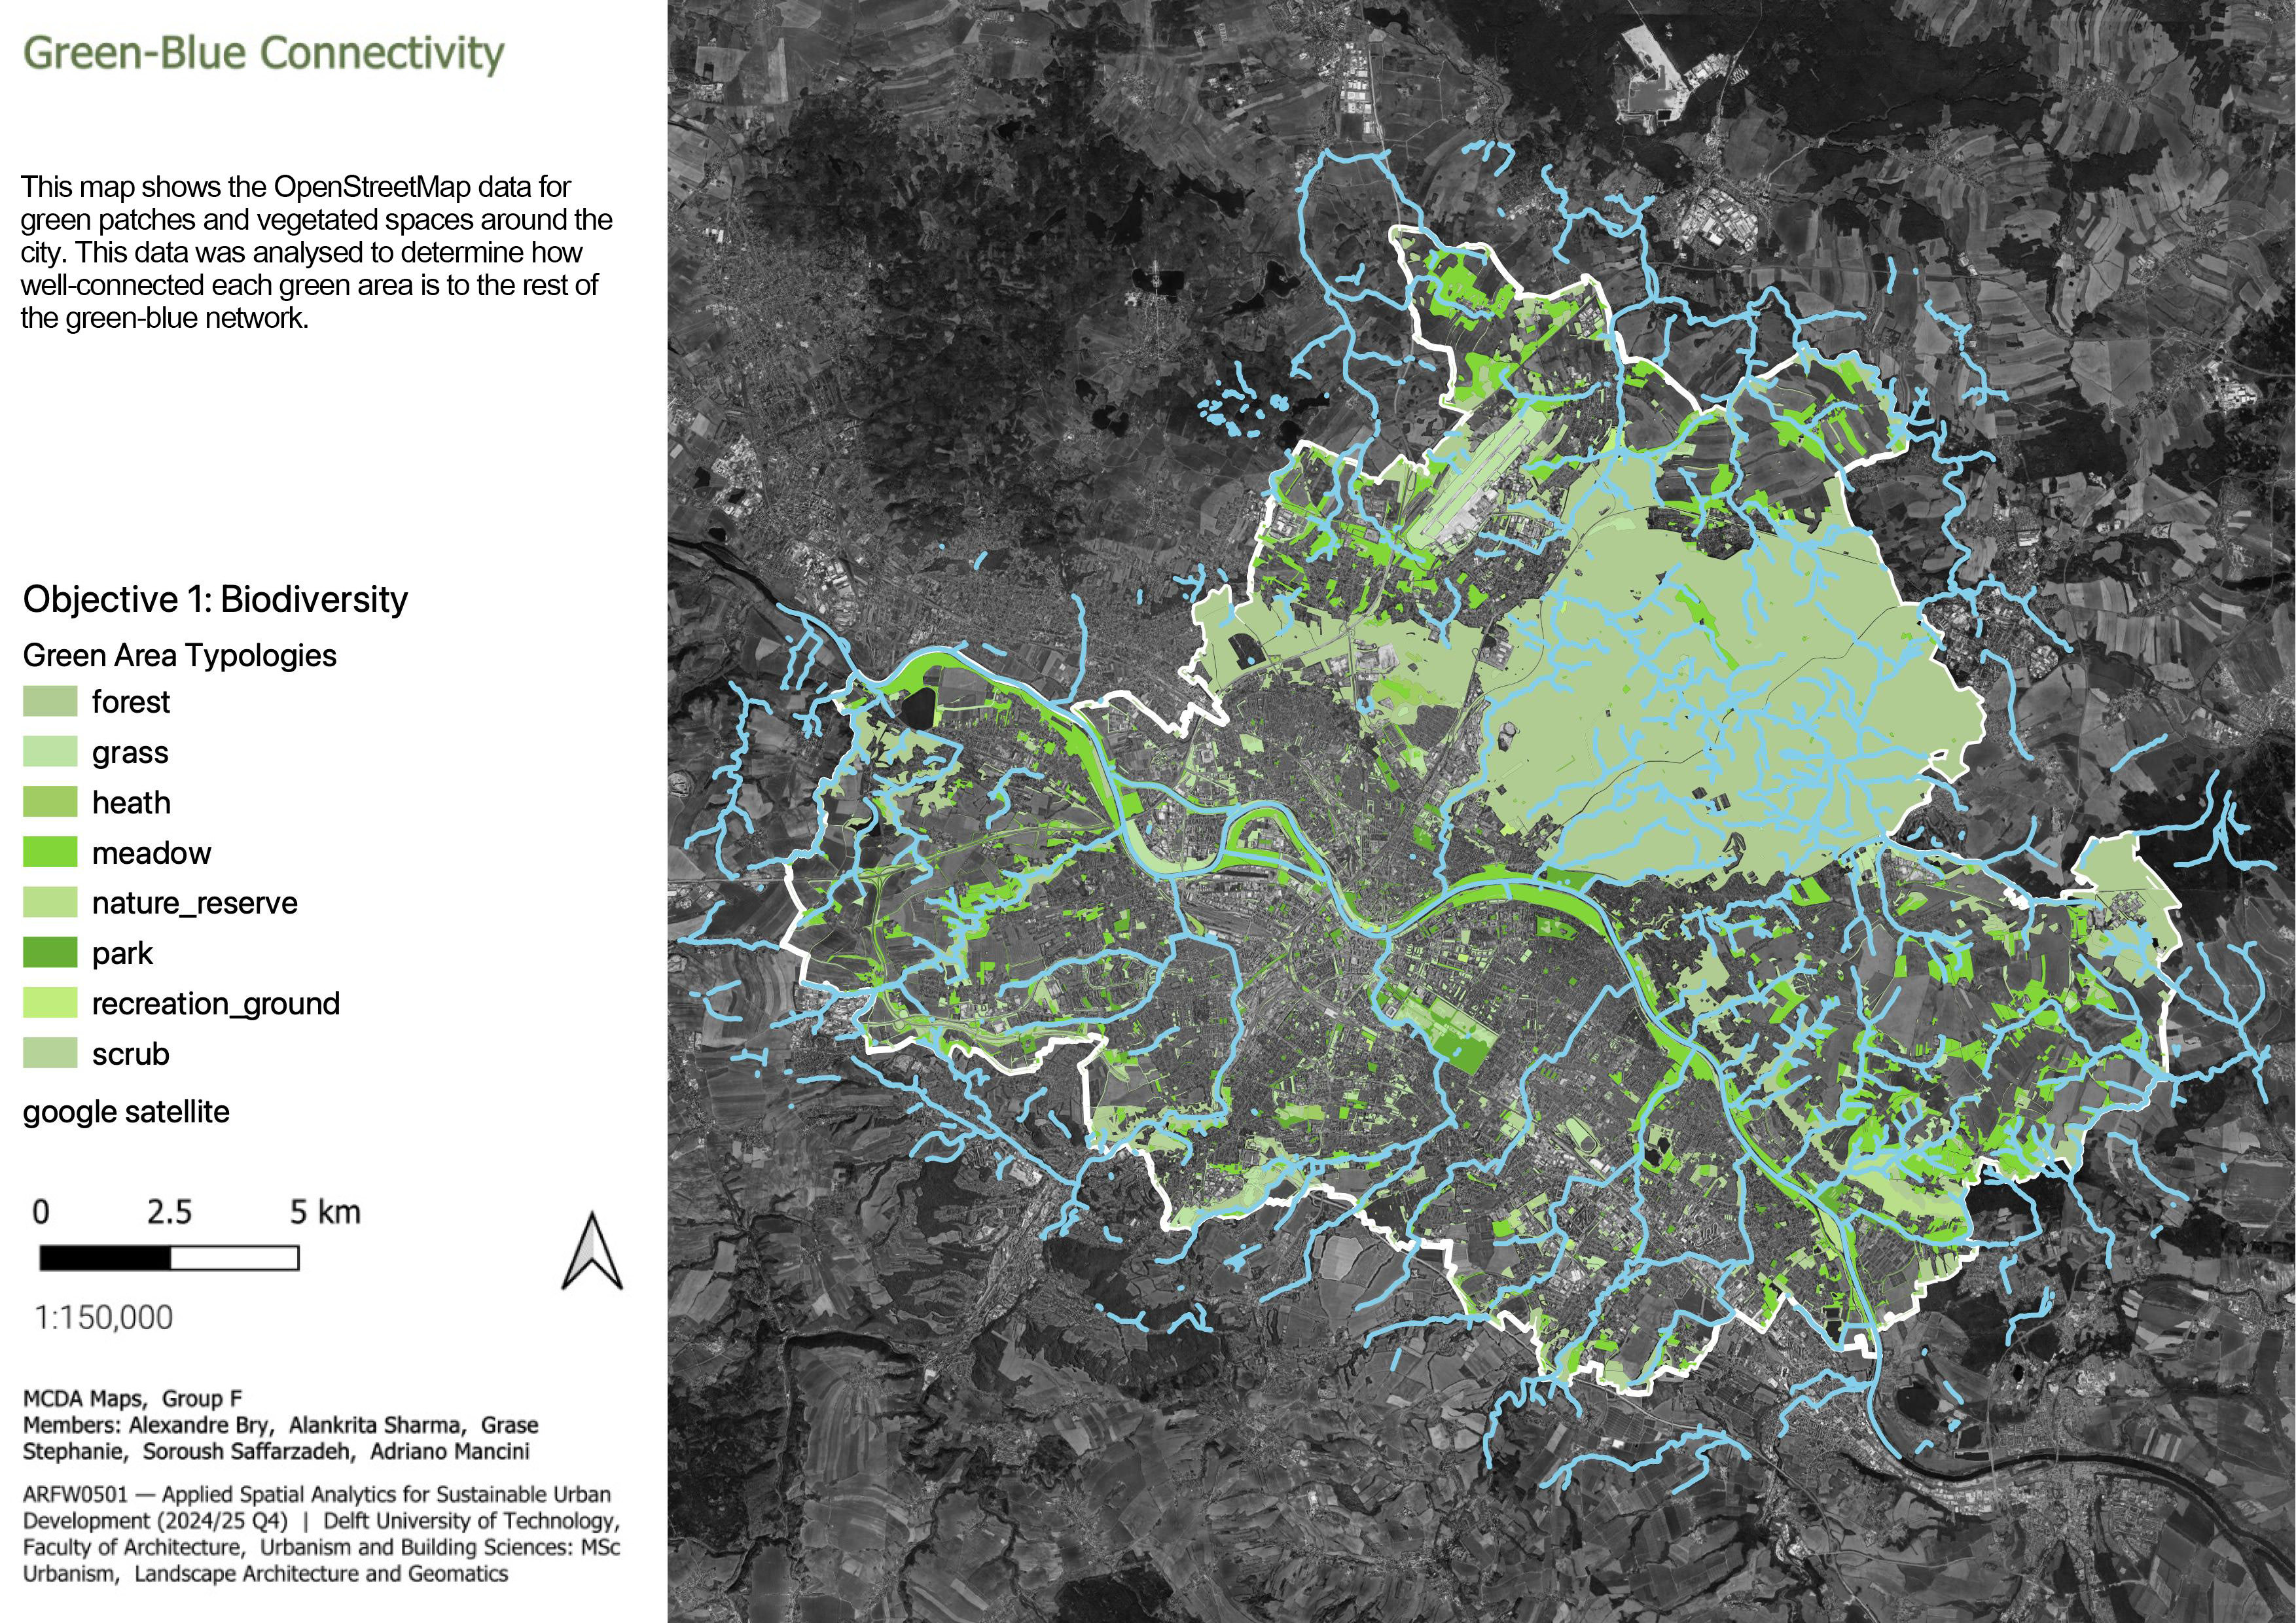 Green-Blue Connectivity
This map shows the OpenStreetMap data for
green patches and vegetated spaces around the
city. This data was analysed to determine how
well-connected each green area is to the rest of
the green-blue network.
Objective 1: Biodiversity
Green Area Typologies
forest
grass
heath
meadow
nature_reserve
park
recreation_ground
scrub
google satellite
0 2.5 5 km
1:150,000
MCDA Maps, Group F
Members: Alexandre Bry, Alankrita Sharma, Grase
Stephanie, Soroush Saffarzadeh, Adriano Mancini
ARFW0501 — Applied Spatial Analytics for Sustainable Urban
Development (2024/25 Q4) | Delft University of Technology,
Faculty of Architecture, Urbanism and Building Sciences: MSc
Urbanism, Landscape Architecture and Geomatics